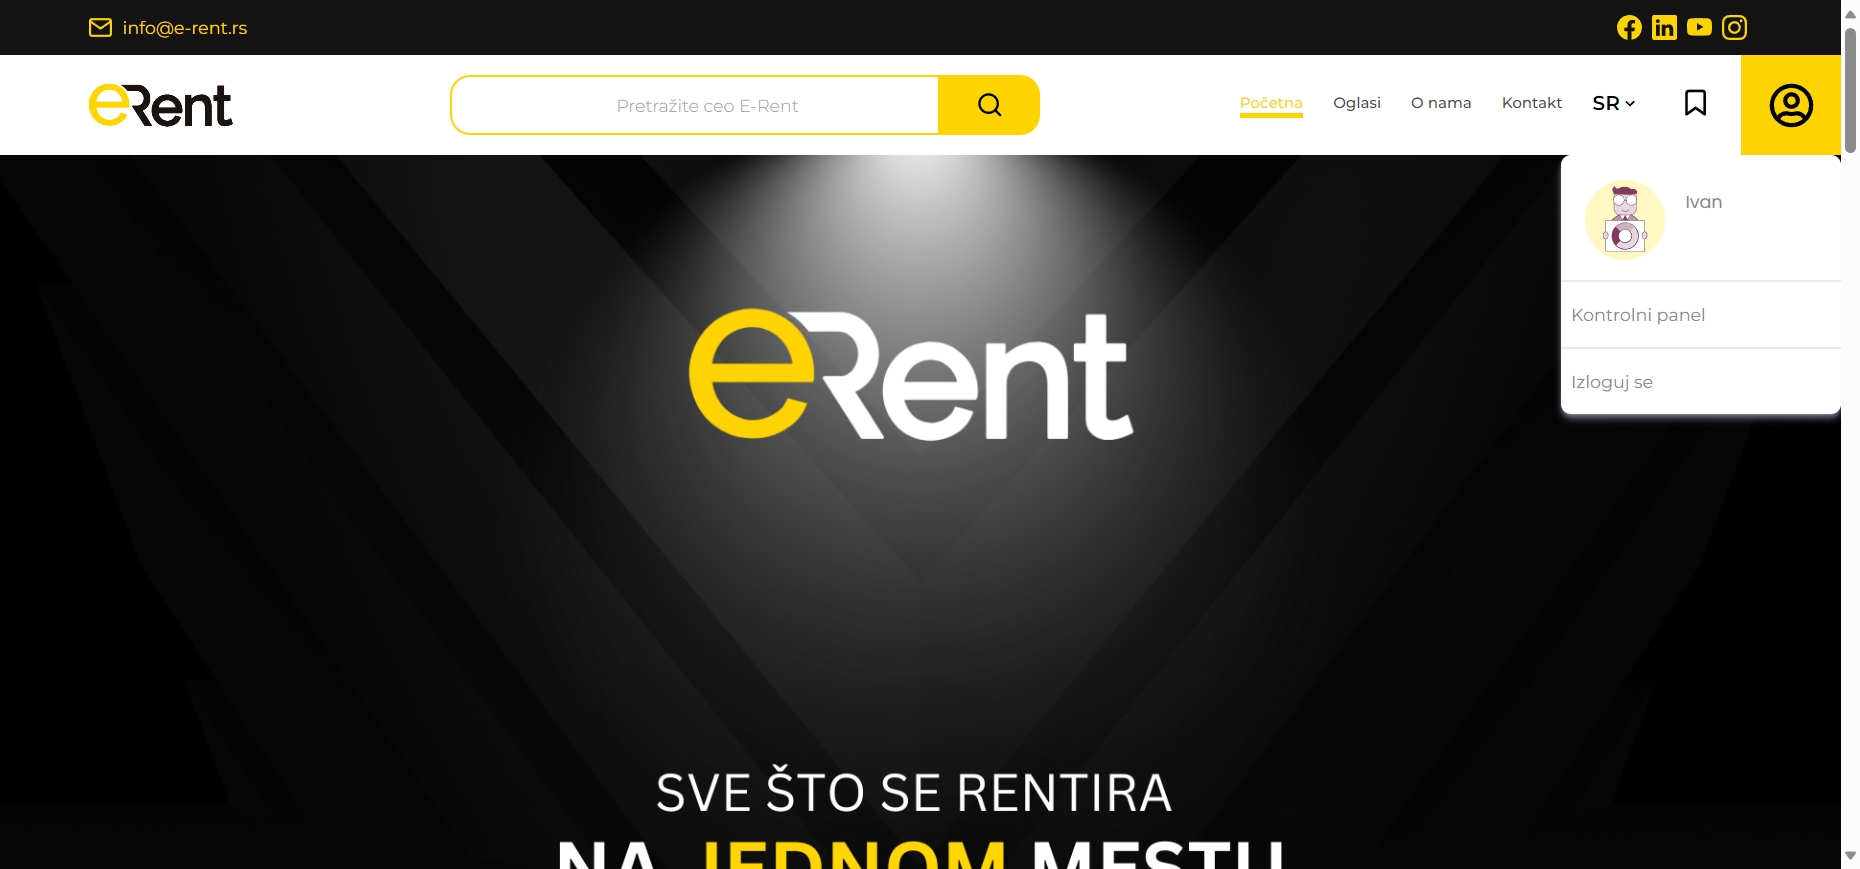 info@e-rent.rs
eRent
Pretražite ceo E-Rent
Početna
Oglasi
O nama
Kontakt
SR
Ivan
Kontrolni panel
Izloguj se
eRent
SVE ŠTO SE RENTIRA
NA JEDNOM MESTU